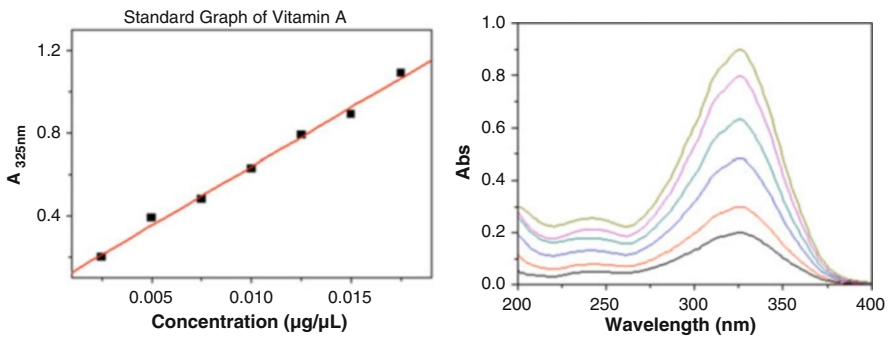 Standard Graph of Vitamin A
A 325nm
1.2
0.8
0.4
0.005 0.010 0.015
Concentration (µg/µL)
Abs
1.0
0.8
0.6
0.4
0.2
0.0
200 250 300 350 400
Wavelength (nm)